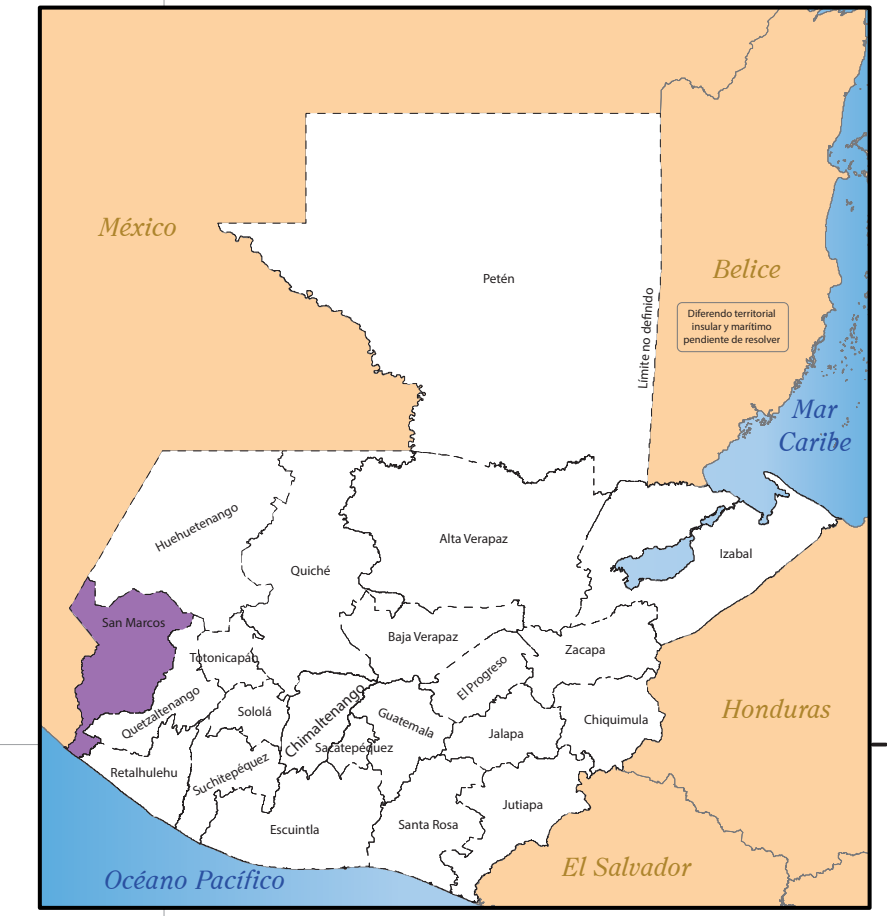 México
Belice
Petén
Límite no definido
Diferendo territorial
insular y marítimo
pendiente de resolver
Mar
Caribe
Huehuetenango
Alta Verapaz
Izabal
Quiché
San Marcos
Baja Verapaz
Zacapa
Totonicapán
El Progreso
Quetzaltenango
Sololá
Chimaltenango
Guatemala
Chiquimula
Honduras
Jalapa
Sacatepéquez
Retalhulehu
Suchitepéquez
Jutiapa
Santa Rosa
Escuintla
El Salvador
Océano Pacífico